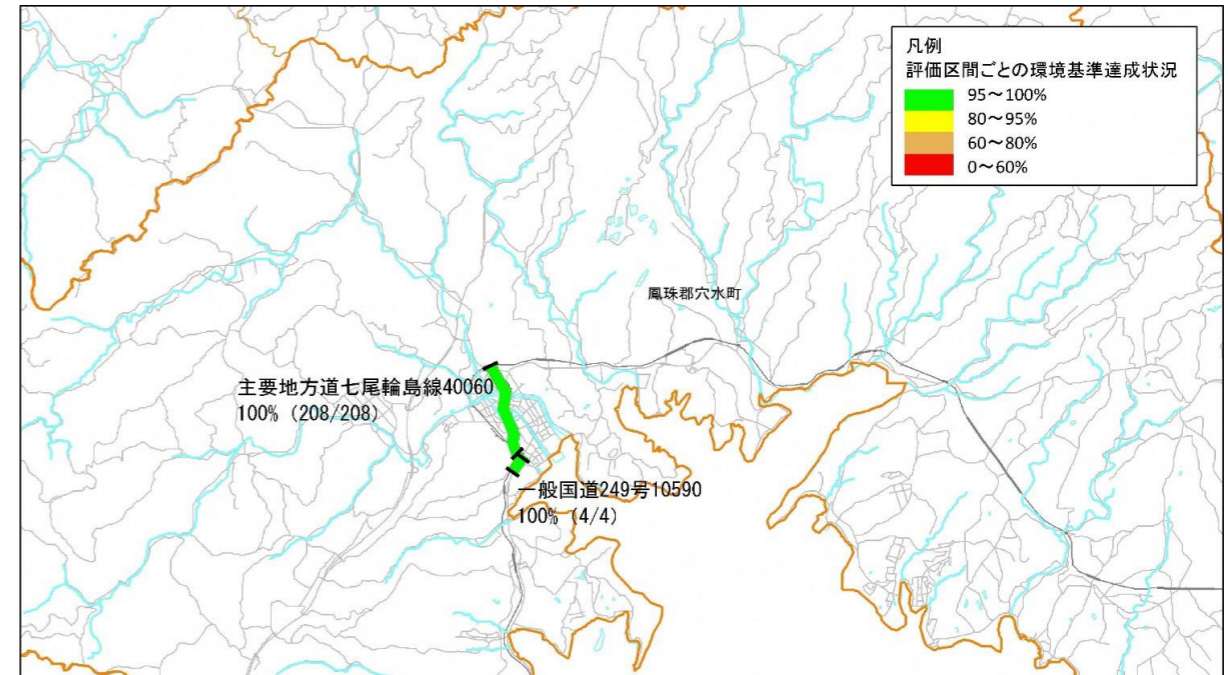 凡例
評価区間ごとの環境基準達成状況
95～100%
80～95%
60～80%
0～60%
鳳珠郡穴水町
主要地方道七尾輪島線40060
100%（208/208）
一般国道249号10590
100%（4/4）